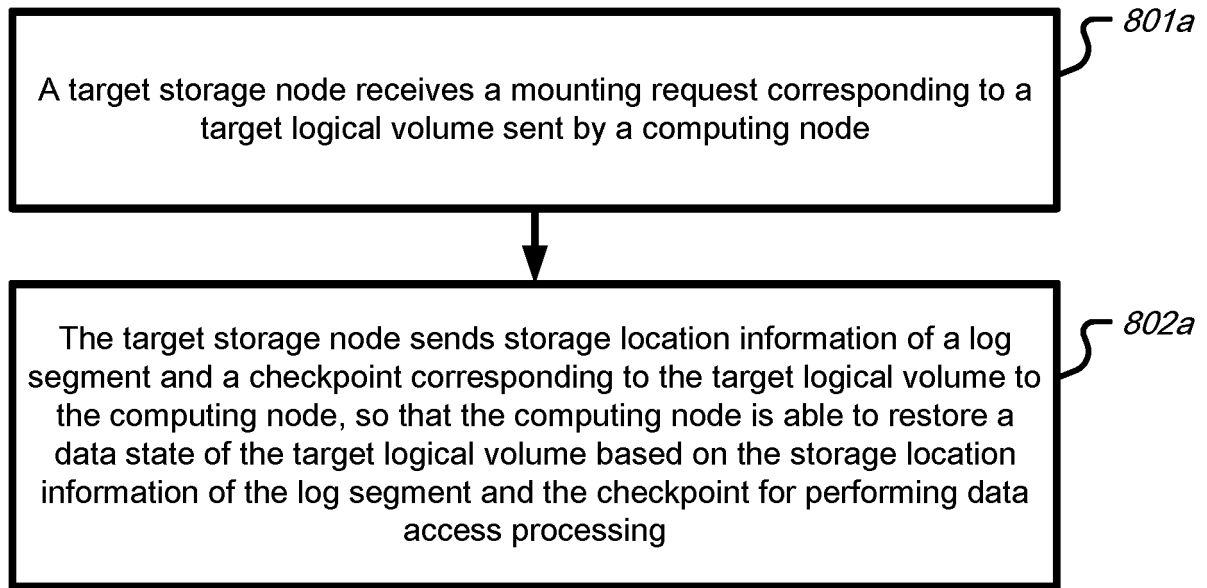 801a
A target storage node receives a mounting request corresponding to a
target logical volume sent by a computing node
802a
The target storage node sends storage location information of a log
segment and a checkpoint corresponding to the target logical volume to
the computing node, so that the computing node is able to restore a
data state of the target logical volume based on the storage location
information of the log segment and the checkpoint for performing data
access processing